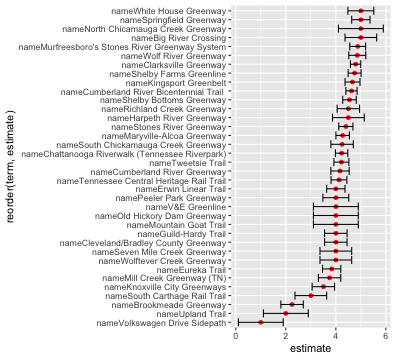 nameWhite House Greenway
nameSpringfield Greenway
nameNorth Chicamauga Creek Greenway
nameBig River Crossing
nameMurfreesboro's Stones River Greenway System
nameWolf River Greenway
nameClarksville Greenway
nameShelby Farms Greenline
nameKingsport Greenbelt
nameCumberland River Bicentennial Trail
nameShelby Bottoms Greenway
nameRichland Creek Greenway
nameHarpeth River Greenway
nameStones River Greenway
nameMaryville-Alcoa Greenway
nameSouth Chickamauga Creek Greenway
nameChattanooga Riverwalk (Tennessee Riverpark)
nameTweetsie Trail
nameCumberland River Greenway
nameTennessee Central Heritage Rail Trail
nameErwin Linear Trail
namePeeler Park Greenway
nameV&E Greenline
nameOld Hickory Dam Greenway
nameMountain Goat Trail
nameGuild-Hardy Trail
nameCleveland/Bradley County Greenway
nameSeven Mile Creek Greenway
nameWolftever Creek Greenway
nameEureka Trail
nameMill Creek Greenway (TN)
nameKnoxville City Greenways
nameSouth Carthage Rail Trail
nameBrookmeade Greenway
nameUpland Trail
nameVolkswagen Drive Sidepath
reorder(term, estimate)
0 2 4 6
estimate